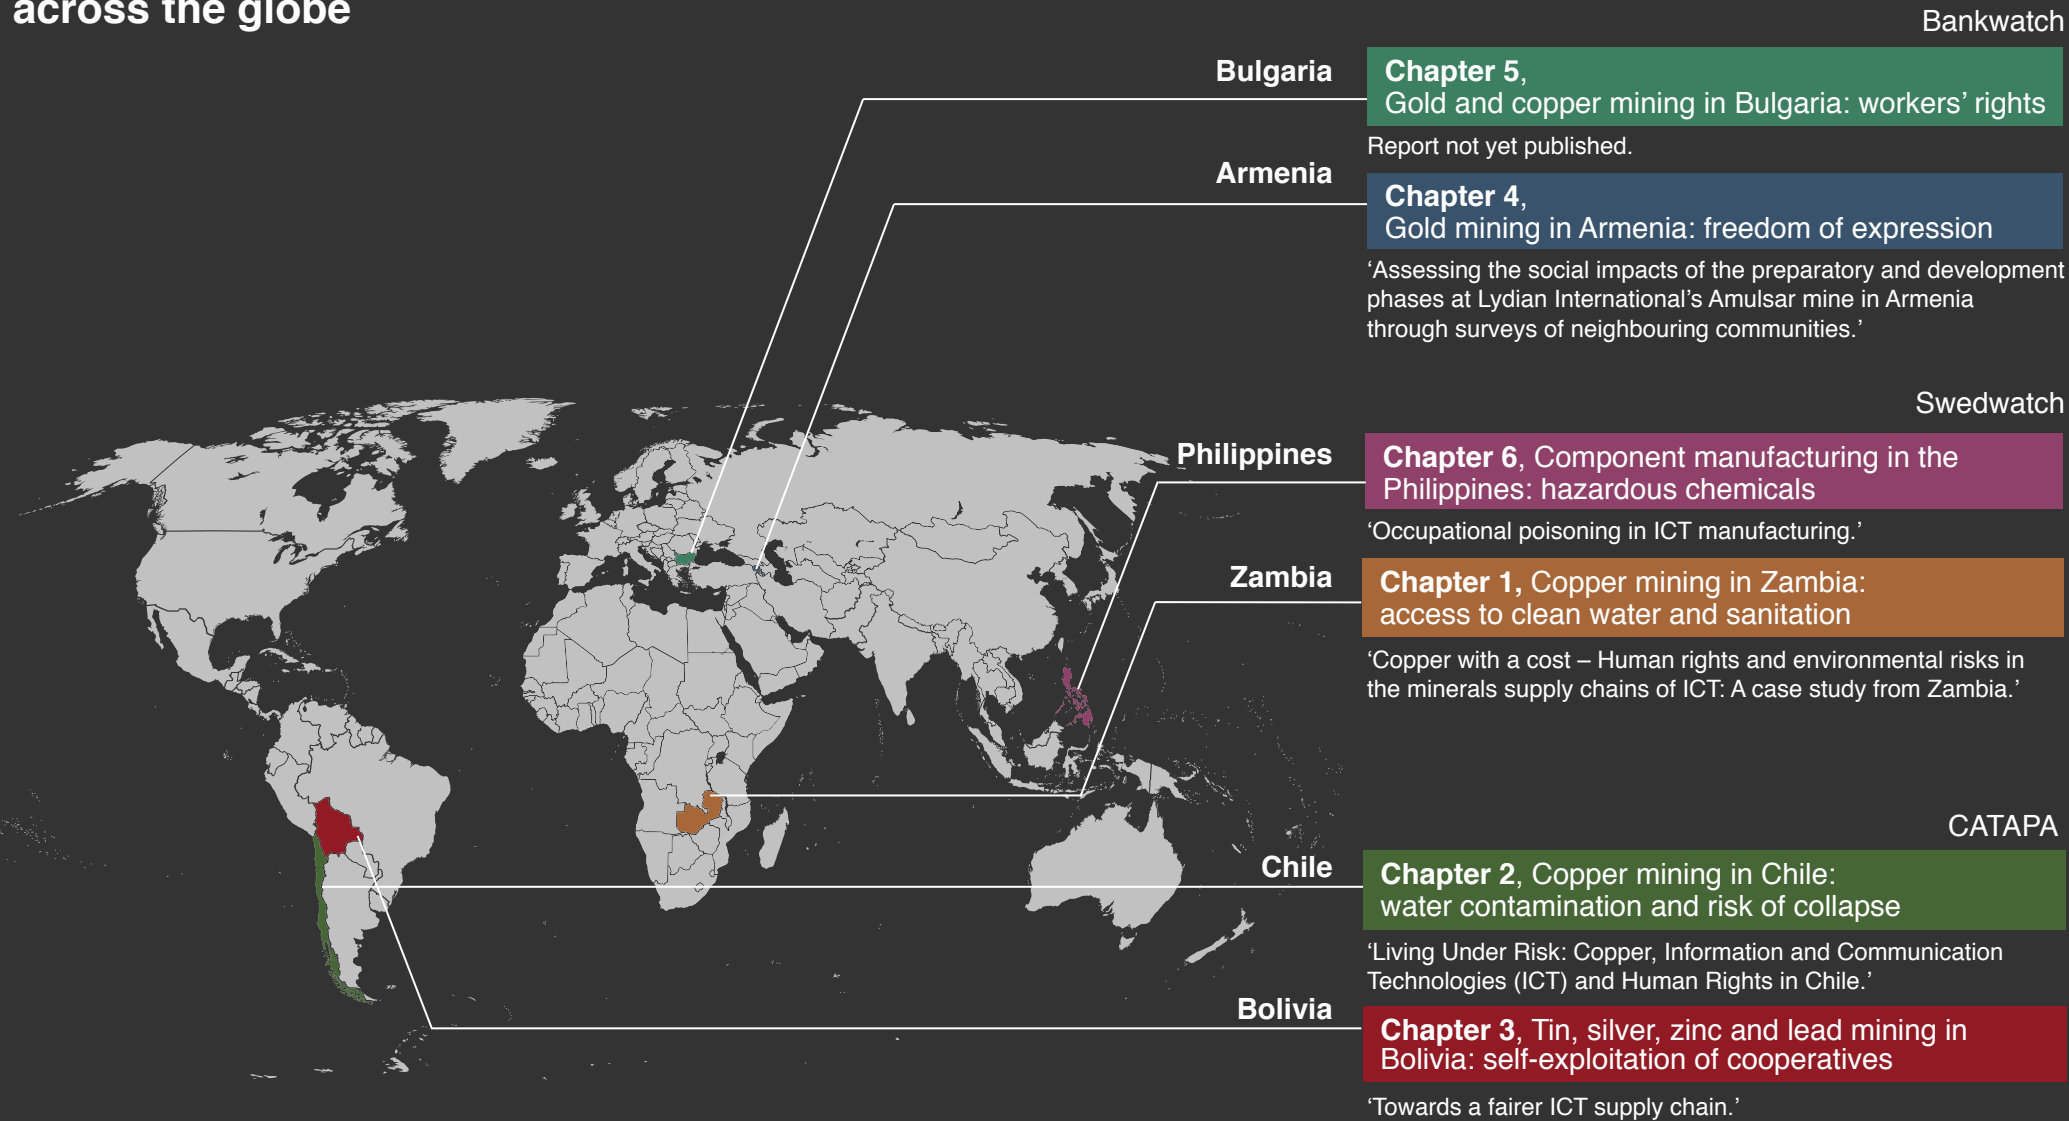 across the globe
Bankwatch
Bulgaria
Chapter 5,
Gold and copper mining in Bulgaria: workers’ rights
Report not yet published.
Armenia
Chapter 4,
Gold mining in Armenia: freedom of expression
‘Assessing the social impacts of the preparatory and development
phases at Lydian International’s Amulsar mine in Armenia
through surveys of neighbouring communities.’
Swedwatch
Philippines
Chapter 6, Component manufacturing in the
Philippines: hazardous chemicals
‘Occupational poisoning in ICT manufacturing.’
Zambia
Chapter 1, Copper mining in Zambia:
access to clean water and sanitation
‘Copper with a cost – Human rights and environmental risks in
the minerals supply chains of ICT: A case study from Zambia.’
CATAPA
Chile
Chapter 2, Copper mining in Chile:
water contamination and risk of collapse
‘Living Under Risk: Copper, Information and Communication
Technologies (ICT) and Human Rights in Chile.’
Bolivia
Chapter 3, Tin, silver, zinc and lead mining in
Bolivia: self-exploitation of cooperatives
‘Towards a fairer ICT supply chain.’